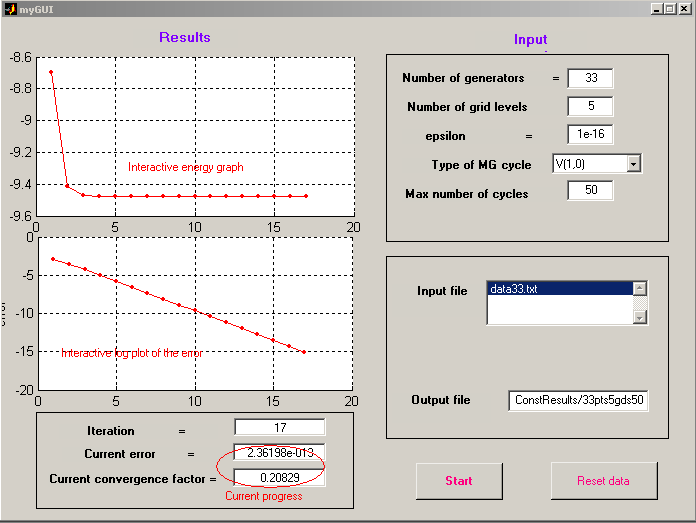 myGUI
Results
-8.6
-8.8
-9
-9.2
-9.4
-9.6
0 5 10 15 20
Interactive energy graph
0
-5
-10
-15
-20
0 5 10 15 20
error
Interactive log plot of the error
Iteration = 17
Current error = 2.36198e-013
Current convergence factor = 0.20829
Current progress
Input
Number of generators = 33
Number of grid levels 5
epsilon = 1e-16
Type of MG cycle V(1,0)
Max number of cycles 50
Input file data33.txt
Output file ConstResults/33pts5gds50
Start Reset data